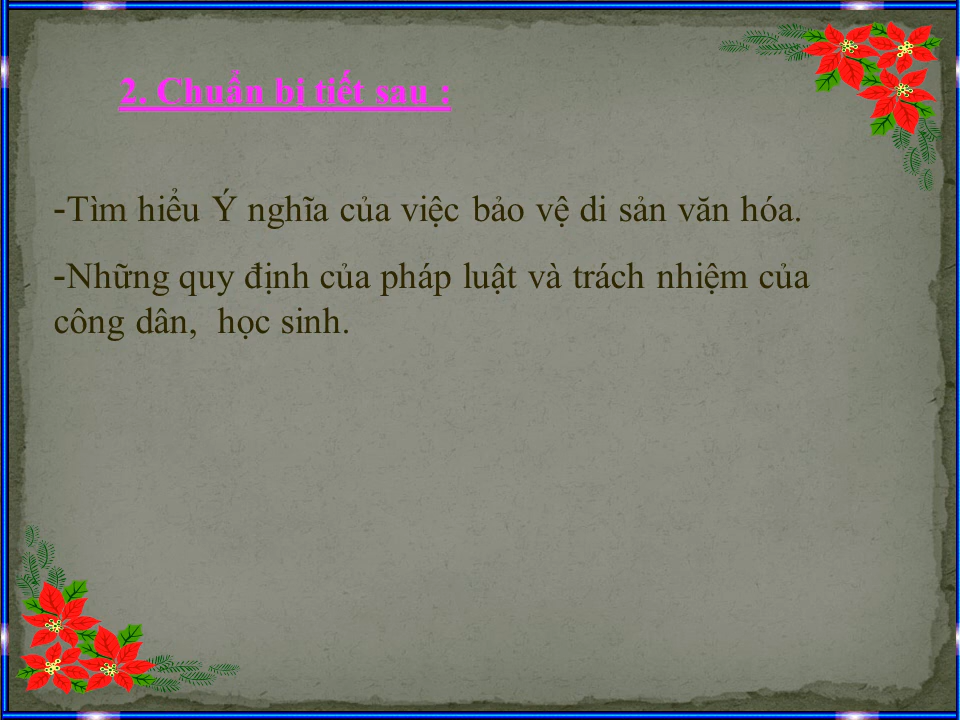 2. Chuẩn bị tiết sau :
-Tìm hiểu Ý nghĩa của việc bảo vệ di sản văn hóa.
-Những quy định của pháp luật và trách nhiệm của
công dân, học sinh.